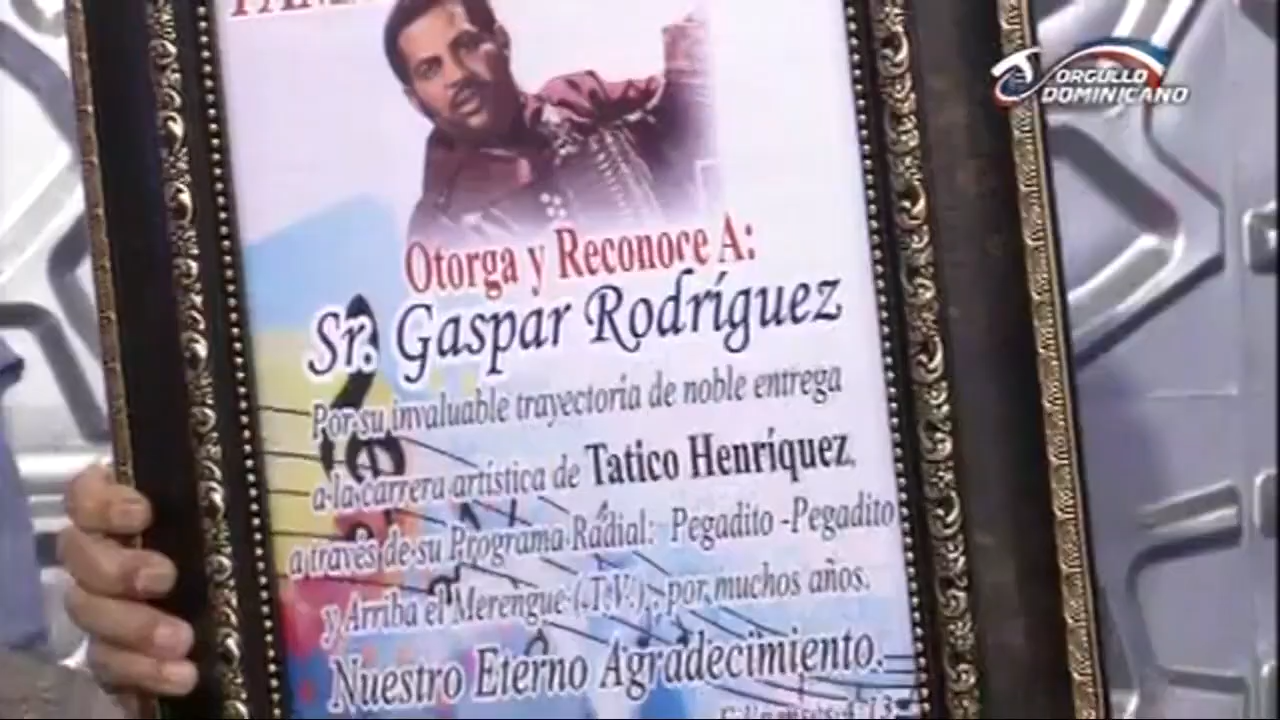 ORGULLO
DOMINICANO
Otorga y Reconoce A:
Sr. Gaspar Rodríguez
Por su invaluable trayectoria de noble entrega
a la carrera artística de Tatico Henríquez,
a través de su Programa Rádial: Pegadito -Pegadito
y Arriba el Merengue (.T.V.) , por muchos años.
Nuestro Eterno Agradecimiento.